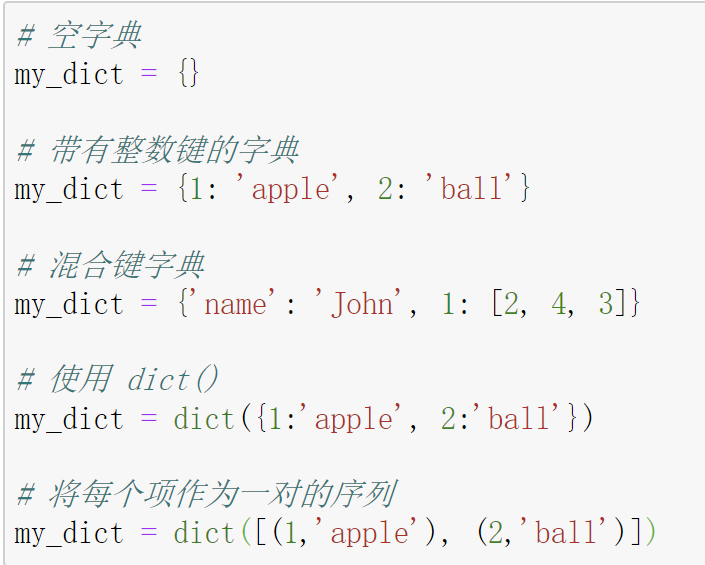 # 空字典
my_dict = {}
# 带有整数键的字典
my_dict = {1: 'apple', 2: 'ball'}
# 混合键字典
my_dict = {'name': 'John', 1: [2, 4, 3]}
# 使用 dict()
my_dict = dict({1:'apple', 2:'ball'})
# 将每个项作为一对的序列
my_dict = dict([(1,'apple'), (2,'ball')])